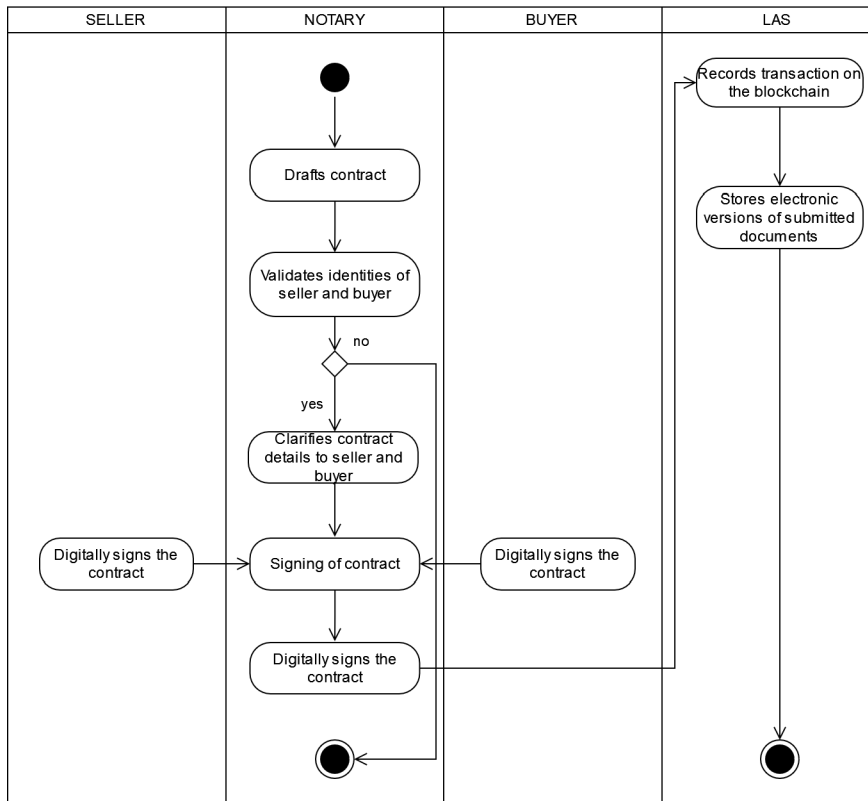 SELLER
NOTARY
BUYER
LAS
Records transaction on
the blockchain
Drafts contract
Stores electronic
versions of submitted
documents
Validates identities of
seller and buyer
no
yes
Clarifies contract
details to seller and
buyer
Digitally signs the
contract
Signing of contract
Digitally signs the
contract
Digitally signs the
contract